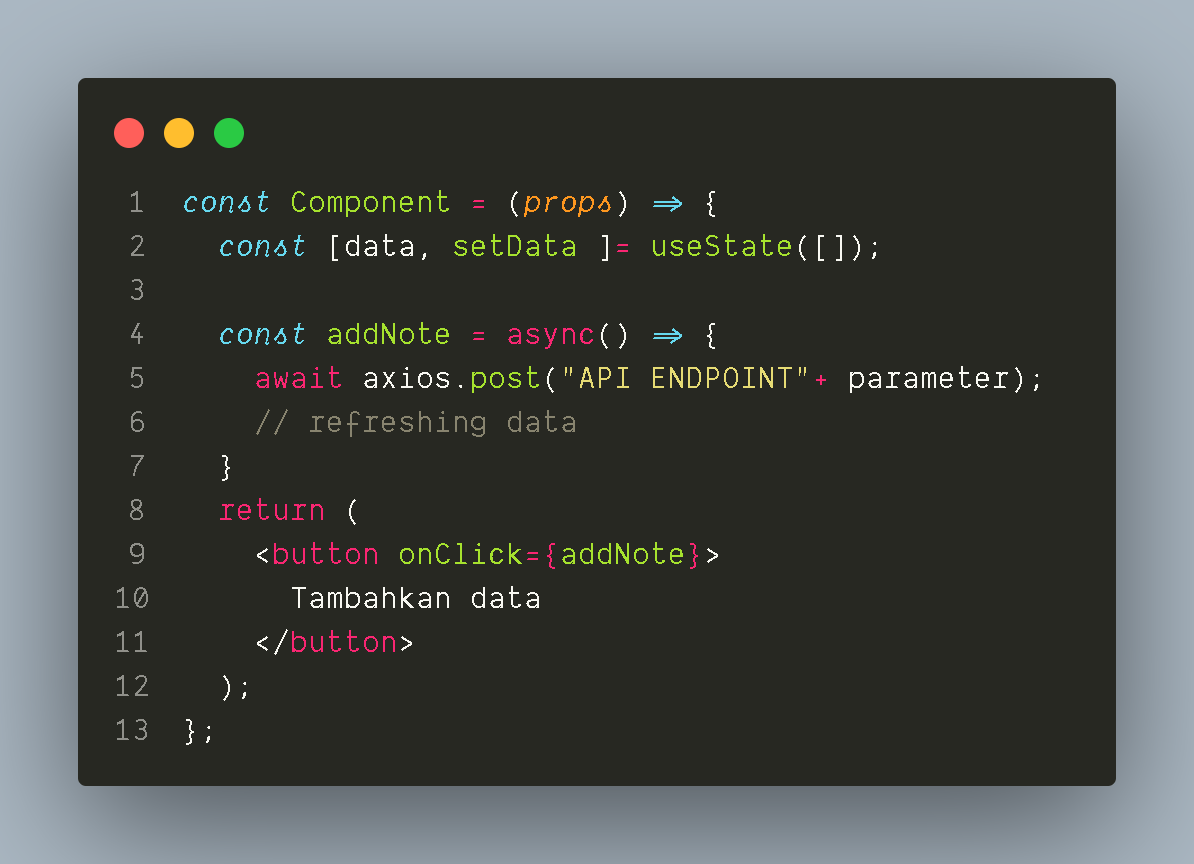 1 const Component = (props) => {
2 const [data, setData ]= useState([]);
3
4 const addNote = async() => {
5 await axios.post("API ENDPOINT"+ parameter);
6 // refreshing data
7 }
8 return (
9 <button onClick={addNote}>
10 Tambahkan data
11 </button>
12 );
13 };